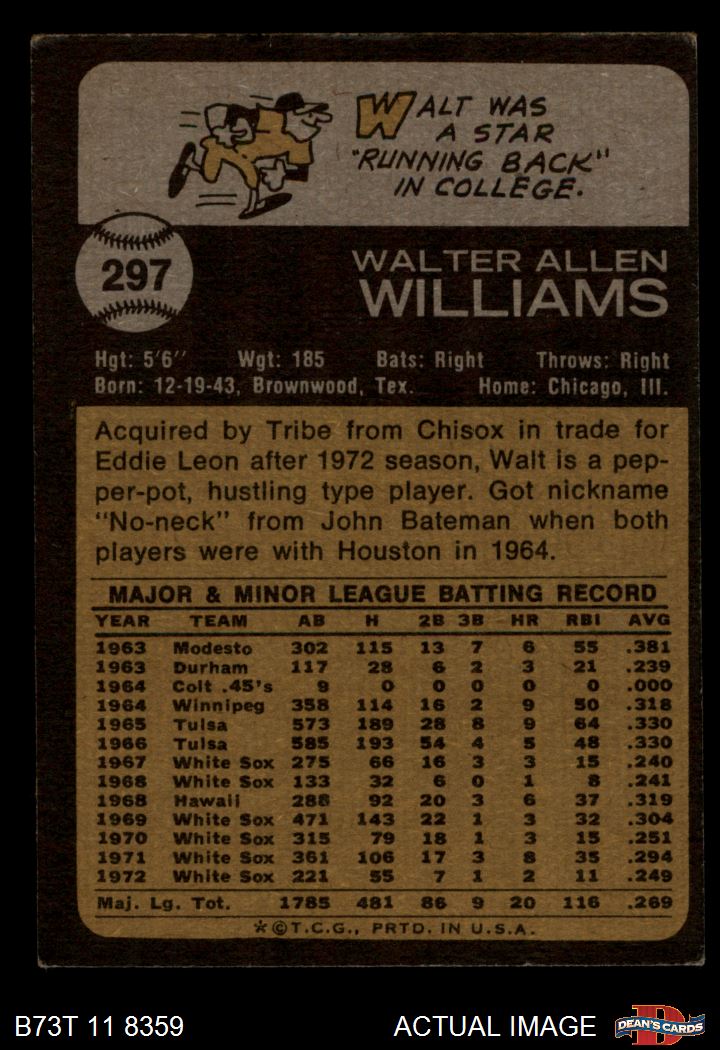 WALT WAS
A STAR
"RUNNING BACK"
IN COLLEGE.
297
WALTER ALLEN
WILLIAMS
Hgt: 5'6" Wgt: 185 Bats: Right Throws: Right
Born: 12-19-43, Brownwood, Tex. Home: Chicago, Ill.
Acquired by Tribe from Chisox in trade for
Eddie Leon after 1972 season, Walt is a pep-
per-pot, hustling type player. Got nickname
"No-neck" from John Bateman when both
players were with Houston in 1964.
MAJOR & MINOR LEAGUE BATTING RECORD
YEAR TEAM AB H 2B 3B HR RBI AVG
1963 Modesto 302 115 13 7 6 55 .381
1963 Durham 117 28 6 2 3 21 .239
1964 Colt .45's 9 0 0 0 0 0 .000
1964 Winnipeg 358 114 16 2 9 50 .318
1965 Tulsa 573 189 28 8 9 64 .330
1966 Tulsa 585 193 54 4 5 48 .330
1967 White Sox 275 66 16 3 3 15 .240
1968 White Sox 133 32 6 0 1 8 .241
1968 Hawaii 288 92 20 3 6 37 .319
1969 White Sox 471 143 22 1 3 32 .304
1970 White Sox 315 79 18 1 3 15 .251
1971 White Sox 361 106 17 3 8 35 .294
1972 White Sox 221 55 7 1 2 11 .249
Maj. Lg. Tot. 1785 481 86 9 20 116 .269
*©T.C.G., PRTD. IN U.S.A.
B73T 11 8359 ACTUAL IMAGE
D
DEAN'S CARDS